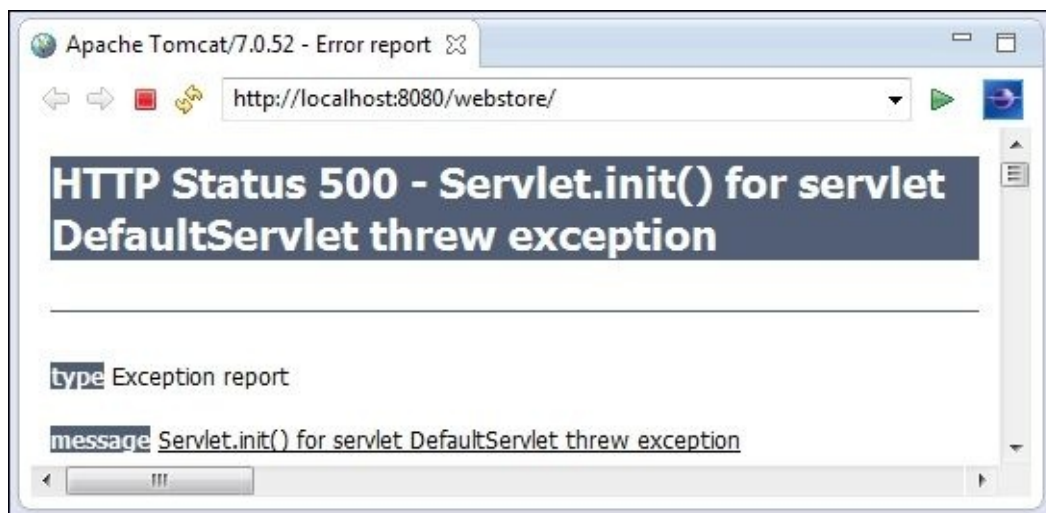 Apache Tomcat/7.0.52 - Error report
http://localhost:8080/webstore/
HTTP Status 500 - Servlet.init() for servlet
DefaultServlet threw exception
type Exception report
message Servlet.init() for servlet DefaultServlet threw exception